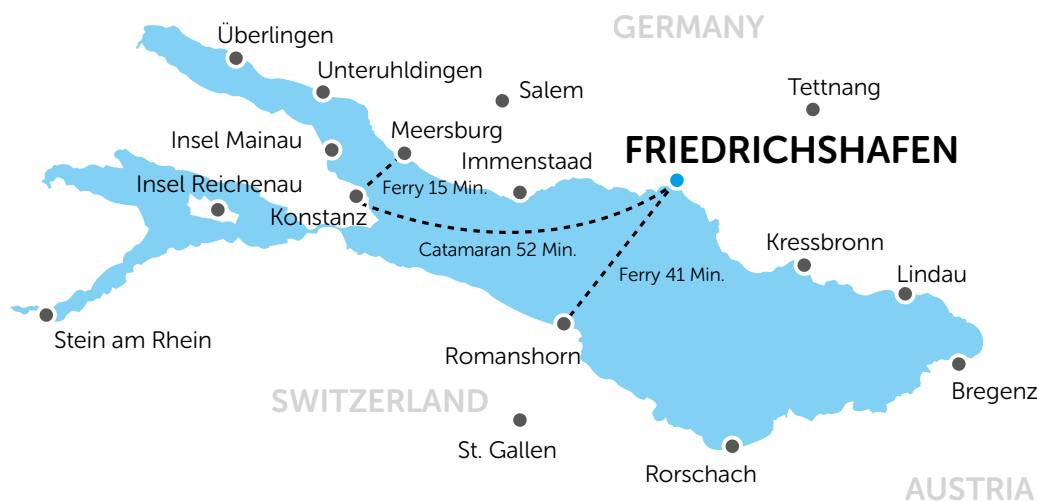 GERMANY
Überlingen
Unteruhldingen
Salem
Tettnang
Insel Mainau
Meersburg
Immenstaad
FRIEDRICHSHAFEN
Insel Reichenau
Ferry 15 Min.
Konstanz
Catamaran 52 Min.
Kressbronn
Ferry 41 Min.
Lindau
Stein am Rhein
Romanshorn
Bregenz
SWITZERLAND
St. Gallen
Rorschach
AUSTRIA